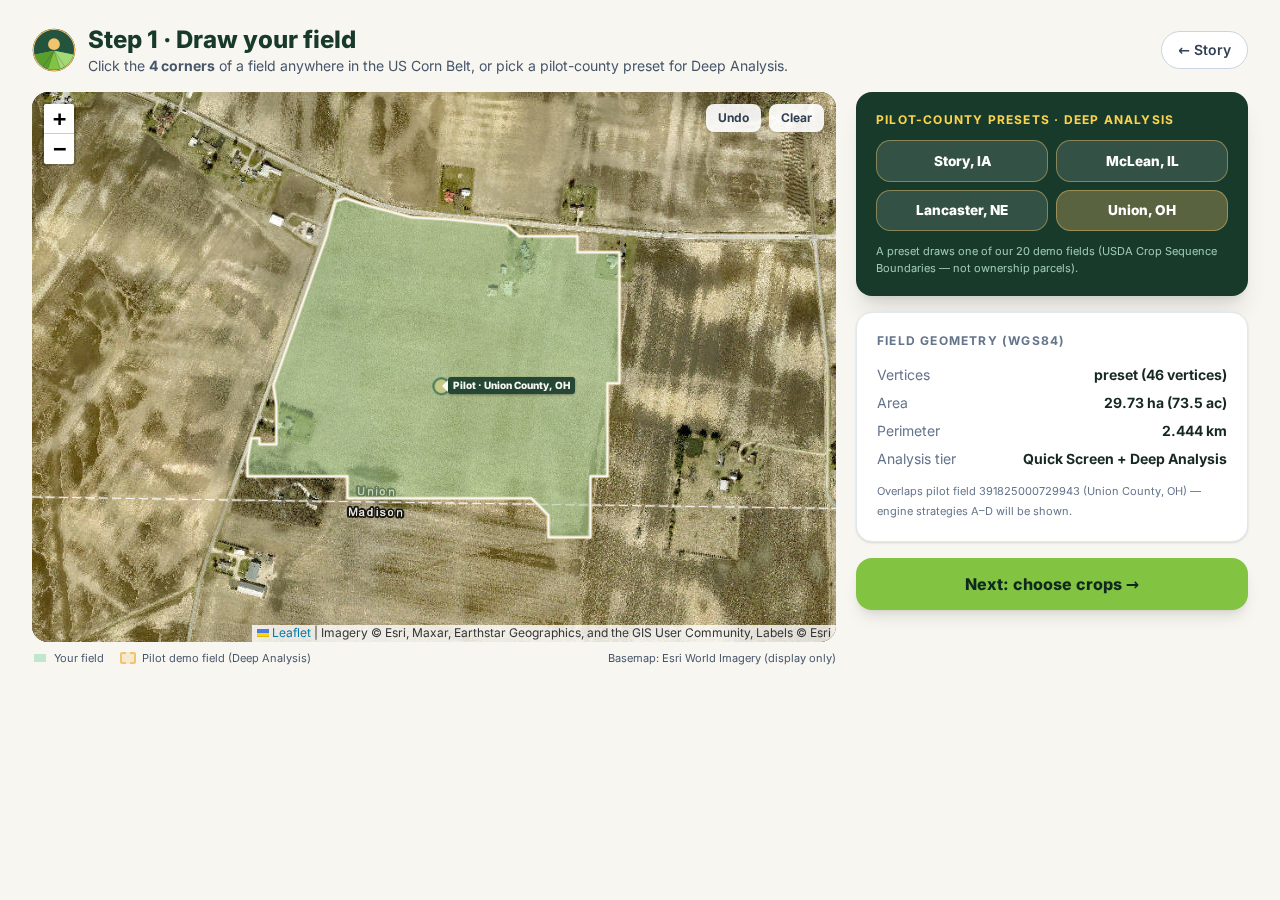 Step 1 · Draw your field
Click the 4 corners of a field anywhere in the US Corn Belt, or pick a pilot-county preset for Deep Analysis.
← Story
+
−
Undo
Clear
Pilot · Union County, OH
Union
Madison
Leaflet | Imagery © Esri, Maxar, Earthstar Geographics, and the GIS User Community, Labels © Esri
Your field
Pilot demo field (Deep Analysis)
Basemap: Esri World Imagery (display only)
PILOT-COUNTY PRESETS · DEEP ANALYSIS
Story, IA
McLean, IL
Lancaster, NE
Union, OH
A preset draws one of our 20 demo fields (USDA Crop Sequence
Boundaries — not ownership parcels).
FIELD GEOMETRY (WGS84)
Vertices preset (46 vertices)
Area 29.73 ha (73.5 ac)
Perimeter 2.444 km
Analysis tier Quick Screen + Deep Analysis
Overlaps pilot field 391825000729943 (Union County, OH) —
engine strategies A–D will be shown.
Next: choose crops →